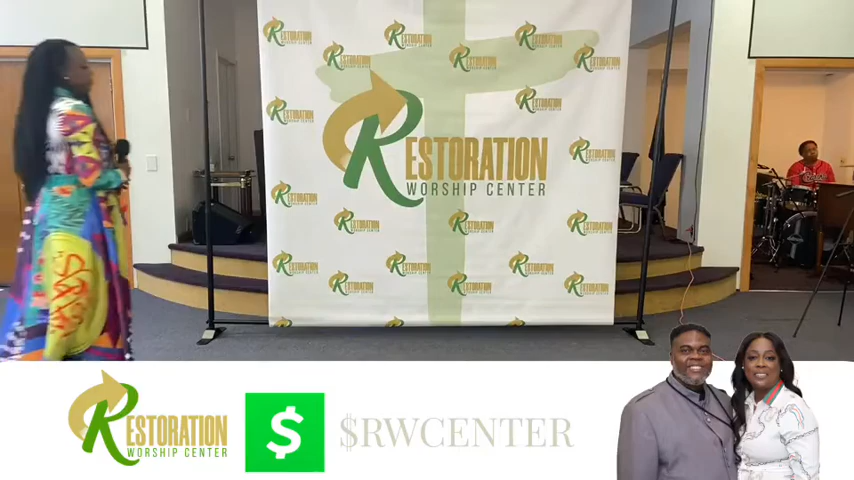 RESTORATION
WORSHIP CENTER
RESTORATION
WORSHIP CENTER
$
$RWCENTER